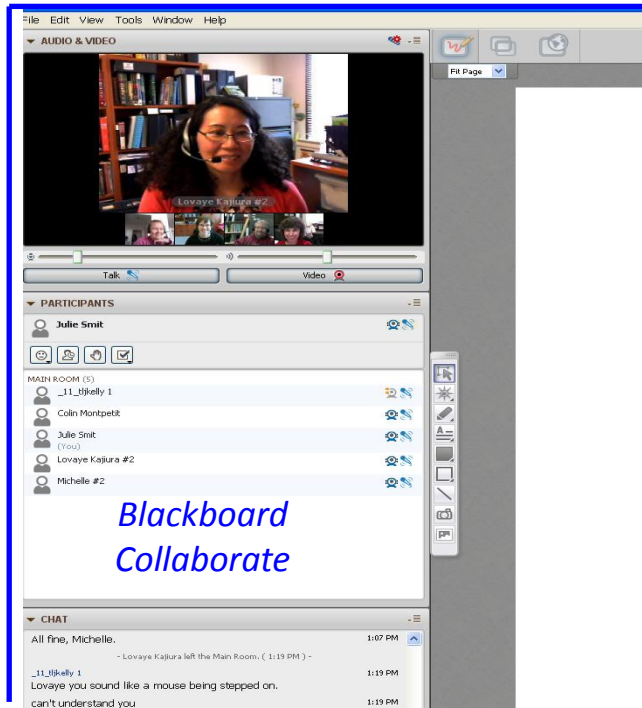 File Edit View Tools Window Help
AUDIO & VIDEO
Fit Page
Lovaye Kajiura #2
Talk
Video
PARTICIPANTS
Julie Smit
MAIN ROOM (5)
_11_tljkelly 1
Colin Montpetit
Julie Smit
(You)
Lovaye Kajiura #2
Michelle #2
Blackboard
Collaborate
CHAT
All fine, Michelle. 1:07 PM
- Lovaye Kajiura left the Main Room. ( 1:19 PM ) -
_11_tljkelly 1 1:19 PM
Lovaye you sound like a mouse being stepped on.
can't understand you 1:19 PM